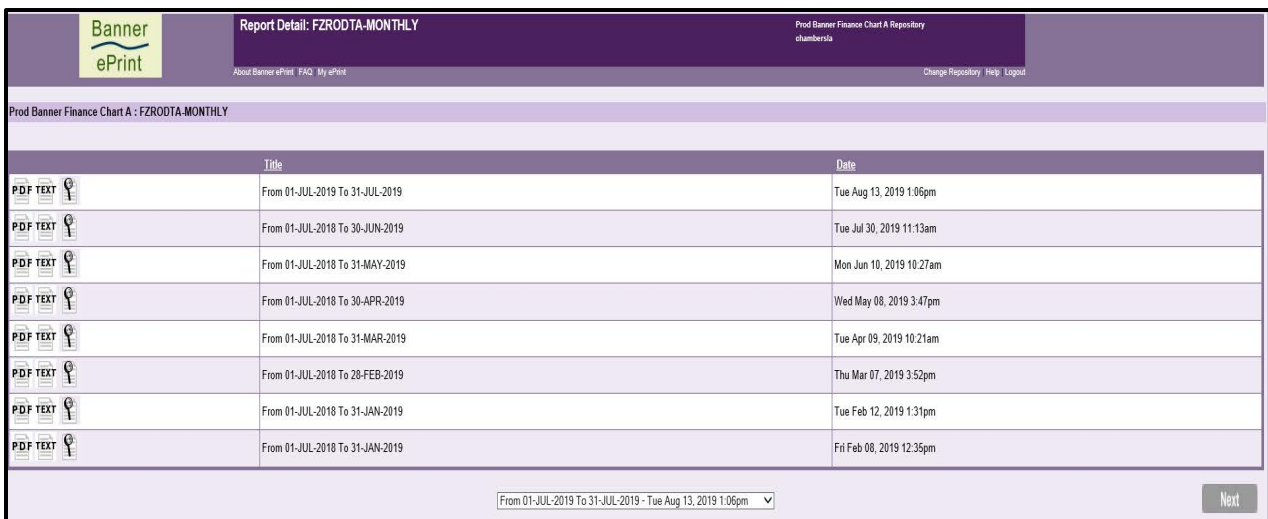 Banner
ePrint
Report Detail: FZRODTA-MONTHLY
Prod Banner Finance Chart A Repository
chambersla
About Banner ePrint | FAQ | My ePrint
Change Repository | Help | Logout
Prod Banner Finance Chart A : FZRODTA-MONTHLY
Title Date
PDF TEXT From 01-JUL-2019 To 31-JUL-2019 Tue Aug 13, 2019 1:06pm
PDF TEXT From 01-JUL-2018 To 30-JUN-2019 Tue Jul 30, 2019 11:13am
PDF TEXT From 01-JUL-2018 To 31-MAY-2019 Mon Jun 10, 2019 10:27am
PDF TEXT From 01-JUL-2018 To 30-APR-2019 Wed May 08, 2019 3:47pm
PDF TEXT From 01-JUL-2018 To 31-MAR-2019 Tue Apr 09, 2019 10:21am
PDF TEXT From 01-JUL-2018 To 28-FEB-2019 Thu Mar 07, 2019 3:52pm
PDF TEXT From 01-JUL-2018 To 31-JAN-2019 Tue Feb 12, 2019 1:31pm
PDF TEXT From 01-JUL-2018 To 31-JAN-2019 Fri Feb 08, 2019 12:35pm
From 01-JUL-2019 To 31-JUL-2019 - Tue Aug 13, 2019 1:06pm
Next